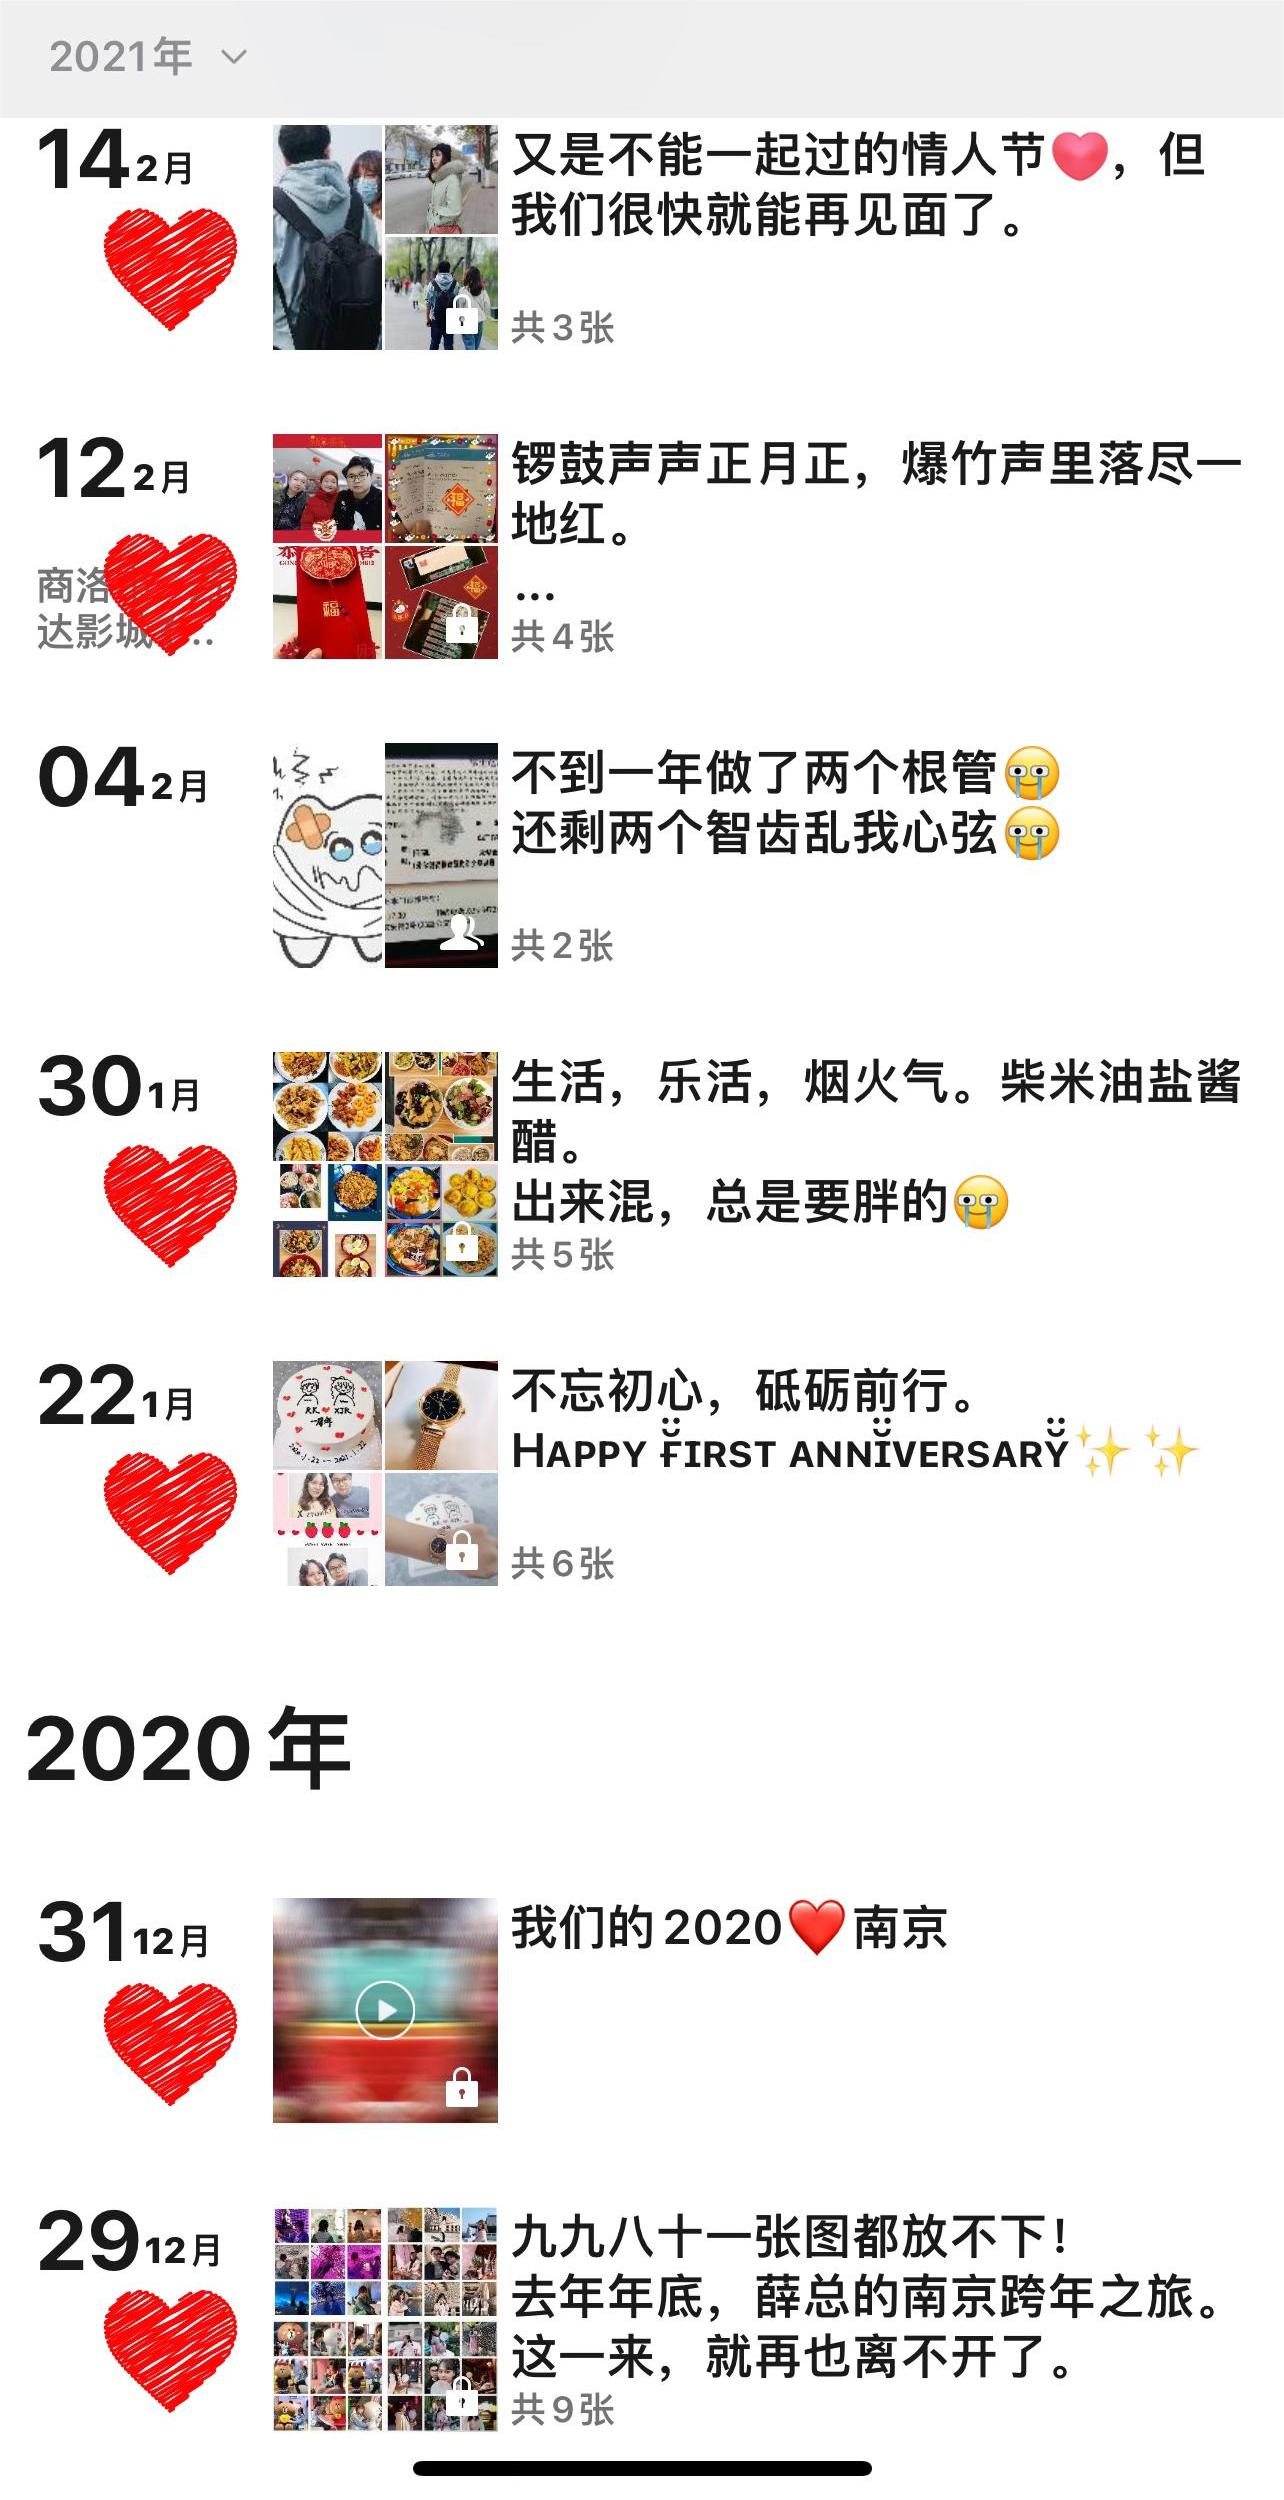 2021年
14 2月
又是不能一起过的情人节，但
我们很快就能再见面了。
共3张
12 2月
商洛
达影城
锣鼓声声正月正，爆竹声里落尽一
地红。
...
共4张
04 2月
不到一年做了两个根管
还剩两个智齿乱我心弦
共2张
30 1月
生活，乐活，烟火气。柴米油盐酱
醋。
出来混，总是要胖的
共5张
22 1月
不忘初心，砥砺前行。
Happy first anniversary
共6张
2020年
31 12月
我们的2020❤️南京
29 12月
九九八十一张图都放不下！
去年年底，薛总的南京跨年之旅。
这一来，就再也离不开了。
共9张